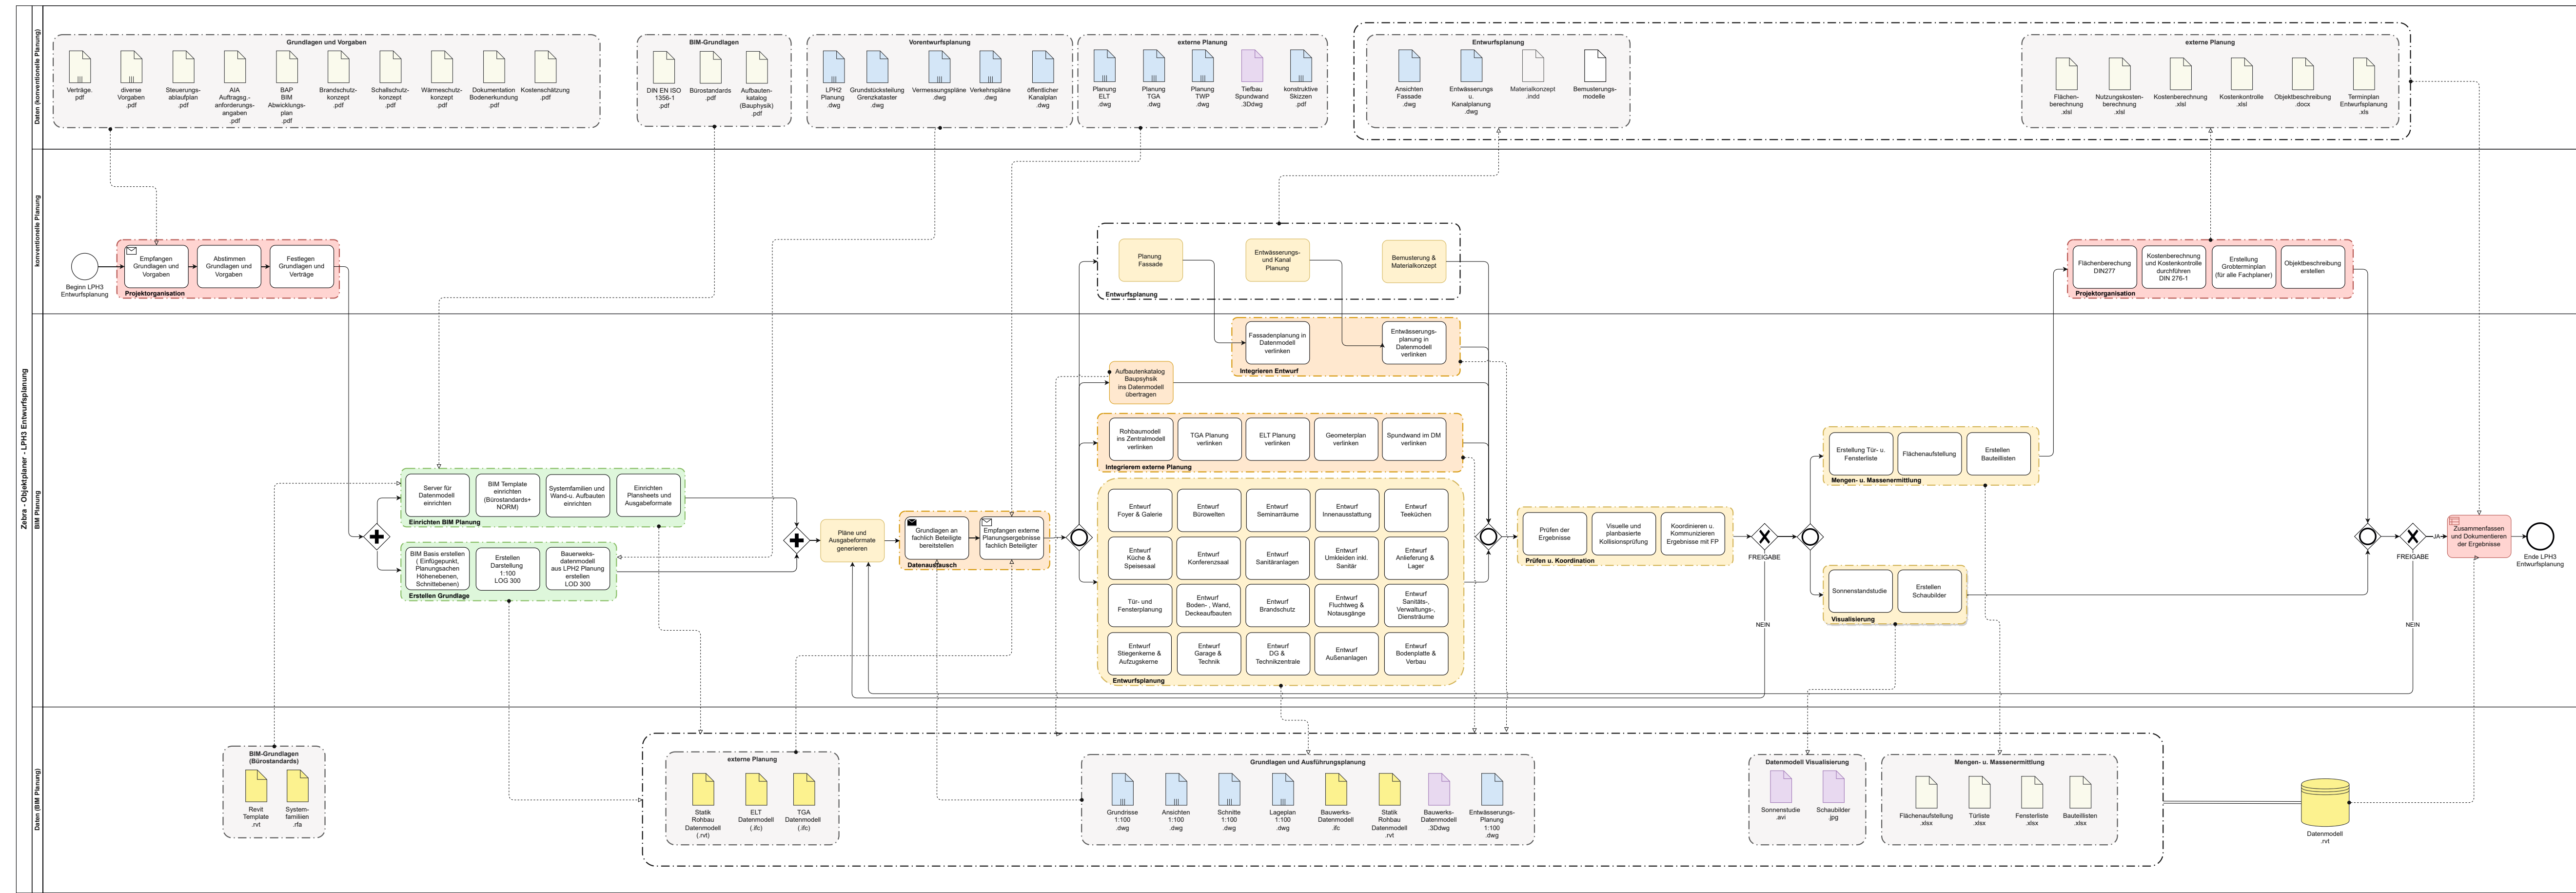 Zebra - Objektplaner - LPH3 Entwurfsplanung
Daten (konventionelle Planung)
Grundlagen und Vorgaben
Verträge.
.pdf
diverse
Vorgaben
.pdf
Steuerungs-
ablaufplan
.pdf
AIA
Auftragsg.-
anforderungs-
angaben
.pdf
BAP
BIM
Abwicklungs-
plan
.pdf
Brandschutz-
konzept
.pdf
Schallschutz-
konzept
.pdf
Wärmeschutz-
konzept
.pdf
Dokumentation
Bodenerkundung
.pdf
Kostenschätzung
.pdf
BIM-Grundlagen
DIN EN ISO
1356-1
.pdf
Bürostandards
.pdf
Aufbauten-
katalog
(Bauphysik)
.pdf
Vorentwurfsplanung
LPH2
Planung
.dwg
Grundstücksteilung
Grenzkataster
.dwg
Vermessungspläne
.dwg
Verkehrspläne
.dwg
öffentlicher
Kanalplan
.dwg
externe Planung
Planung
ELT
.dwg
Planung
TGA
.dwg
Planung
TWP
.dwg
Tiefbau
Spundwand
.3Ddwg
konstruktive
Skizzen
.pdf
Entwurfsplanung
Ansichten
Fassade
.dwg
Entwässerungs
u.
Kanalplanung
.dwg
Materialkonzept
.indd
Bemusterungs-
modelle
externe Planung
Flächen-
berechnung
.xlsl
Nutzungskosten-
berechnung
.xlsl
Kostenberechnung
.xlsl
Kostenkontrolle
.xlsl
Objektbeschreibung
.docx
Terminplan
Entwurfsplanung
.xls
konventionelle Planung
Beginn LPH3
Entwurfsplanung
Empfangen
Grundlagen und
Vorgaben
Abstimmen
Grundlagen und
Vorgaben
Festlegen
Grundlagen und
Verträge
Projektorganisation
Planung
Fassade
Entwässerungs-
und Kanal
Planung
Bemusterung &
Materialkonzept
Entwurfsplanung
Flächenberechung
DIN277
Kostenberechnung
und Kostenkontrolle
durchführen
DIN 276-1
Erstellung
Grobterminplan
(für alle Fachplaner)
Objektbeschreibung
erstellen
Projektorganisation
BIM Planung
Server für
Datenmodell
einrichten
BIM Template
einrichten
(Bürostandards+
NORM)
Systemfamilien und
Wand-u. Aufbauten
einrichten
Einrichten
Plansheets und
Ausgabeformate
Einrichten BIM Planung
BIM Basis erstellen
( Einfügepunkt,
Planungsachen
Höhenebenen,
Schnittebenen)
Erstellen
Darstellung
1:100
LOG 300
Bauerweks-
datenmodell
aus LPH2 Planung
erstellen
LOD 300
Erstellen Grundlage
Pläne und
Ausgabeformate
generieren
Grundlagen an
fachlich Beteiligte
bereitstellen
Empfangen externe
Planungsergebnisse
fachlich Beteiligter
Datenaustausch
Fassadenplanung in
Datenmodell
verlinken
Entwässerungs-
planung in
Datenmodell
verlinken
Integrieren Entwurf
Aufbautenkatalog
Baupsyhsik
ins Datenmodell
übertragen
Rohbaumodell
ins Zentralmodell
verlinken
TGA Planung
verlinken
ELT Planung
verlinken
Geometerplan
verlinken
Spundwand im DM
verlinken
Integrierem externe Planung
Entwurf
Foyer & Galerie
Entwurf
Bürowelten
Entwurf
Seminarräume
Entwurf
Innenausstattung
Entwurf
Teeküchen
Entwurf
Küche &
Speisesaal
Entwurf
Konferenzsaal
Entwurf
Sanitäranlagen
Entwurf
Umkleiden inkl.
Sanitär
Entwurf
Anlieferung &
Lager
Tür- und
Fensterplanung
Entwurf
Boden- , Wand,
Deckeaufbauten
Entwurf
Brandschutz
Entwurf
Fluchtweg &
Notausgänge
Entwurf
Sanitäts-,
Verwaltungs-,
Diensträume
Entwurf
Stiegenkerne &
Aufzugskerne
Entwurf
Garage &
Technik
Entwurf
DG &
Technikzentrale
Entwurf
Außenanlagen
Entwurf
Bodenplatte &
Verbau
Entwurfsplanung
Prüfen der
Ergebnisse
Visuelle und
planbasierte
Kollisionsprüfung
Koordinieren u.
Kommunizieren
Ergebnisse mit FP
Prüfen u. Koordination
FREIGABE
NEIN
Erstellung Tür- u.
Fensterliste
Flächenaufstellung
Erstellen
Bauteillisten
Mengen- u. Massenermittlung
Sonnenstandstudie
Erstellen
Schaubilder
Visualisierung
FREIGABE
JA
NEIN
Zusammenfassen
und Dokumentieren
der Ergebnisse
Ende LPH3
Entwurfsplanung
Daten (BIM Planung)
BIM-Grundlagen
(Bürostandards)
Revit
Template
.rvt
System-
familiien
.rfa
externe Planung
Statik
Rohbau
Datenmodell
(.rvt)
ELT
Datenmodell
(.ifc)
TGA
Datenmodell
(.ifc)
Grundlagen und Ausführungsplanung
Grundrisse
1:100
.dwg
Ansichten
1:100
.dwg
Schnitte
1:100
.dwg
Lageplan
1:100
.dwg
Bauwerks-
Datenmodell
.ifc
Statik
Rohbau
Datenmodell
.rvt
Bauwerks-
Datenmodell
.3Ddwg
Entwässerungs-
Planung
1:100
.dwg
Datenmodell Visualisierung
Sonnenstudie
.avi
Schaubilder
.jpg
Mengen- u. Massenermittlung
Flächenaufstellung
.xlsx
Türliste
.xlsx
Fensterliste
.xlsx
Bauteillisten
.xlsx
Datenmodell
.rvt